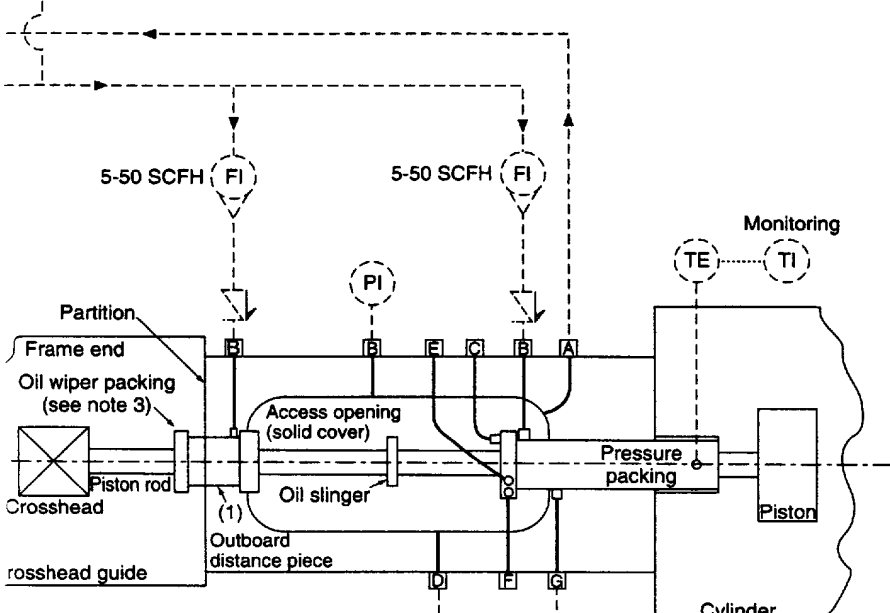 5-50 SCFH
FI
5-50 SCFH
FI
Monitoring
TE
TI
PI
Partition
Frame end
B
B
E
C
B
A
Oil wiper packing
(see note 3)
Access opening
(solid cover)
Pressure
packing
Piston rod
Crosshead
(1)
Oil slinger
Piston
Outboard
distance piece
rosshead guide
D
F
G
Cylinder